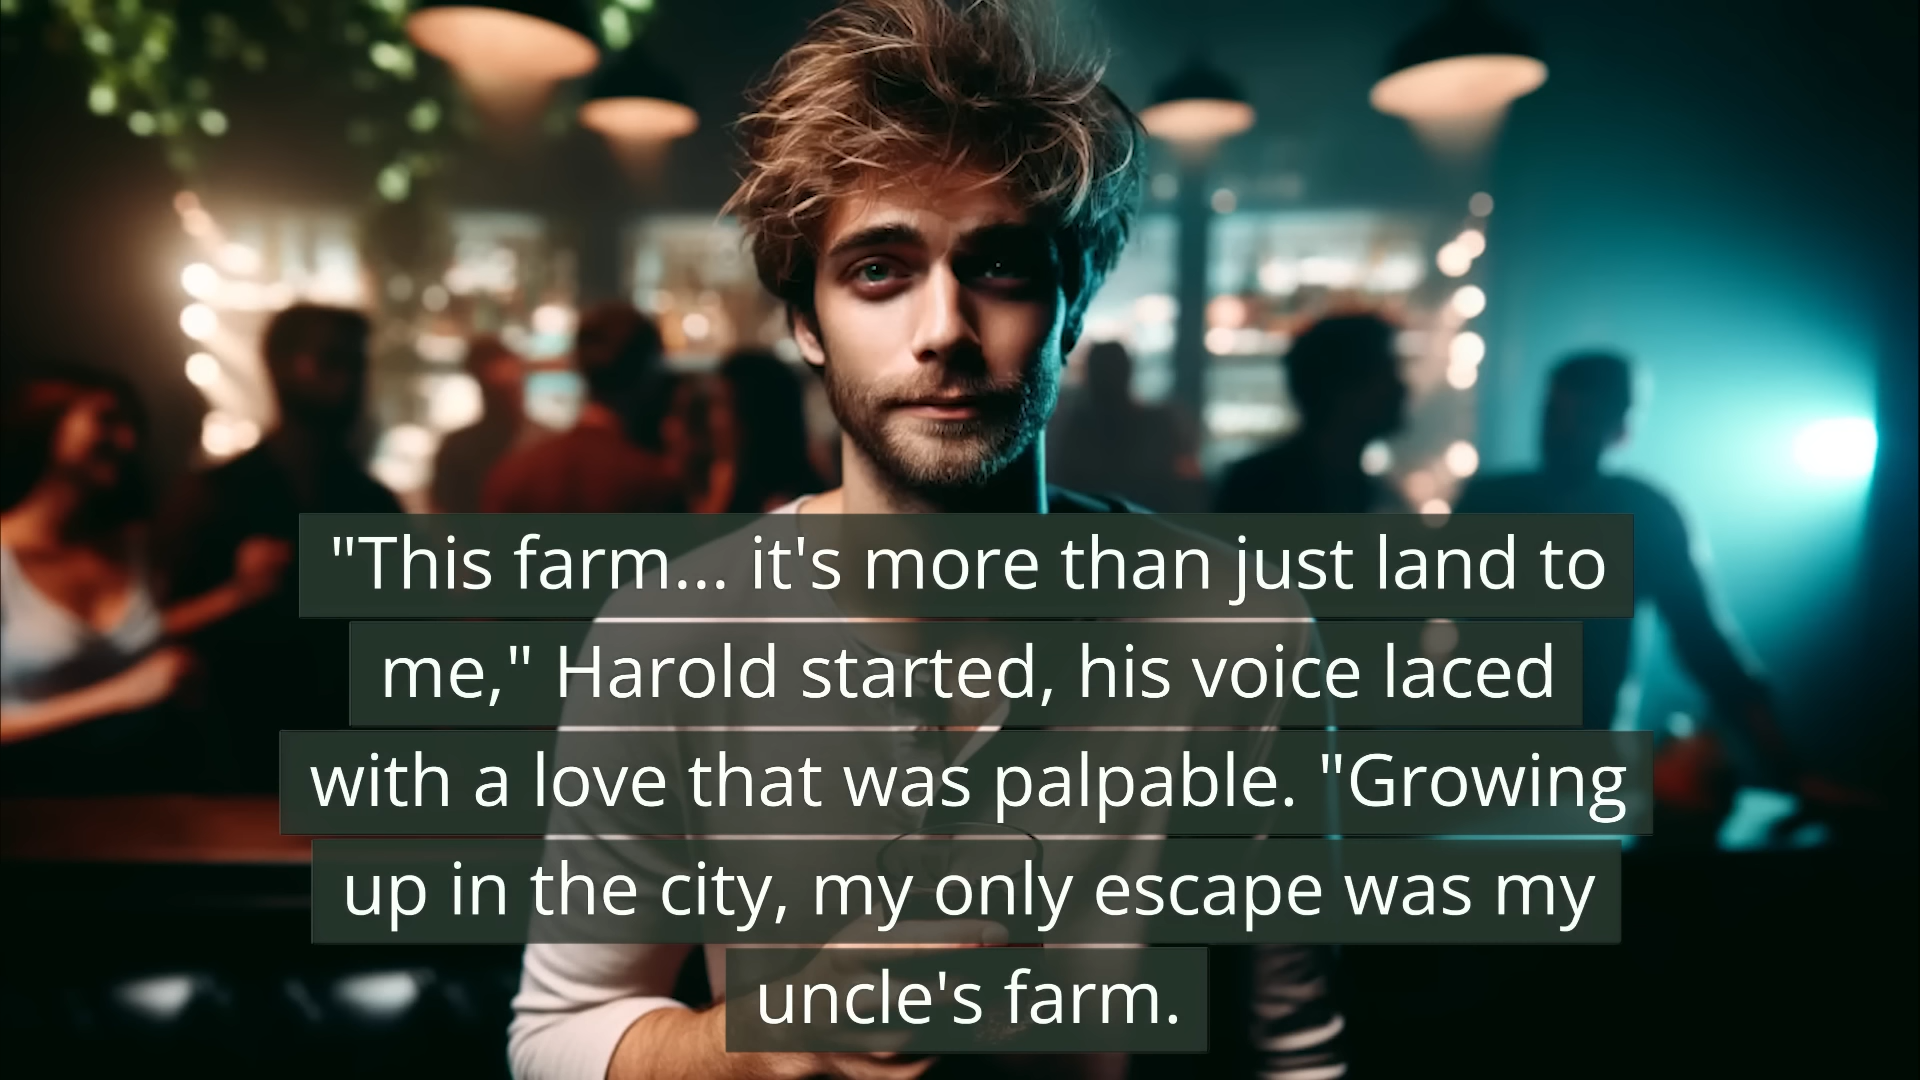 "This farm... it's more than just land to
me," Harold started, his voice laced
with a love that was palpable. "Growing
up in the city, my only escape was my
uncle's farm.